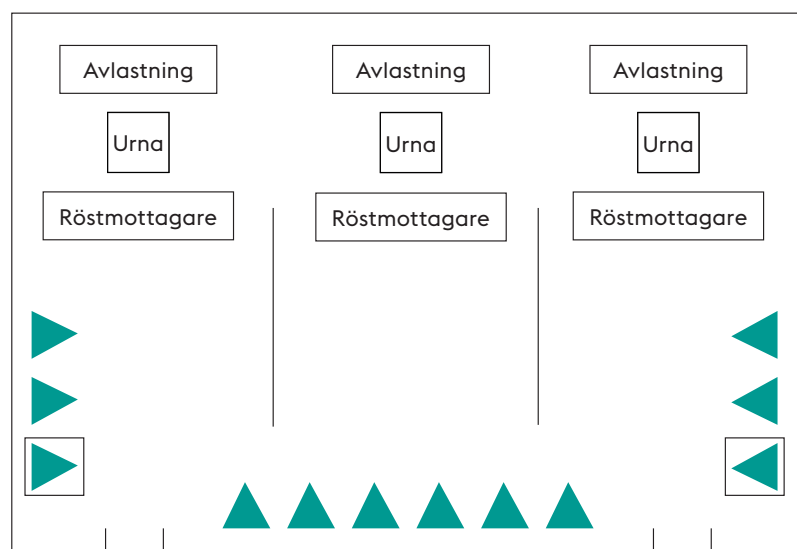 Avlastning
Avlastning
Avlastning
Urna
Urna
Urna
Röstmottagare
Röstmottagare
Röstmottagare